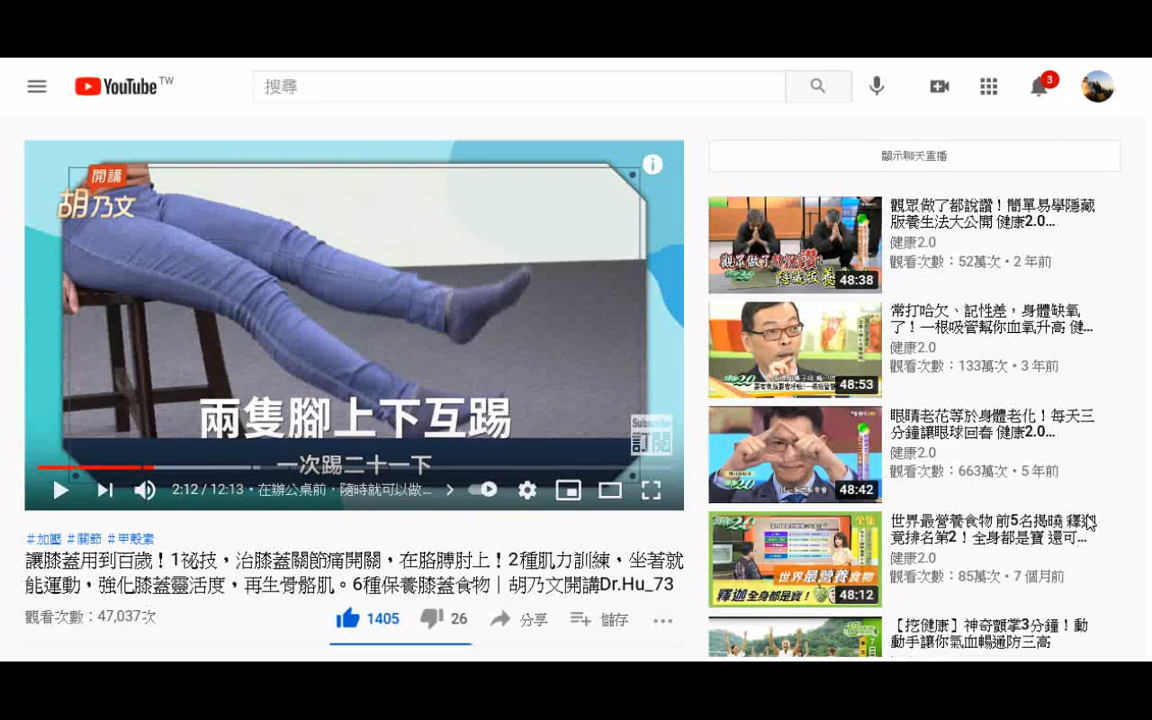 YouTube TW
搜尋
3
開講
胡乃文
兩隻腳上下互踢
Subscribe
訂閱
一次踢二十一下
2:12 / 12:13 • 在辦公桌前，隨時就可以做...
#加壓 #關節 #甲殼素
讓膝蓋用到百歲！1祕技，治膝蓋關節痛開關，在胳膊肘上！2種肌力訓練，坐著就
能運動，強化膝蓋靈活度，再生骨骼肌。6種保養膝蓋食物｜胡乃文開講Dr.Hu_73
觀看次數：47,037次
1405
26
分享
儲存
顯示聊天重播
48:38
觀眾做了都說讚！簡單易學隱藏
版養生法大公開 健康2.0...
健康2.0
觀看次數：52萬次 • 2 年前
48:53
常打哈欠、記性差，身體缺氧
了！一根吸管幫你血氧升高 健...
健康2.0
觀看次數：133萬次 • 3 年前
48:42
眼睛老花等於身體老化！每天三
分鐘讓眼球回春 健康2.0...
健康2.0
觀看次數：663萬次 • 5 年前
世界最營養食物
釋迦全身都是寶！
48:12
世界最營養食物 前5名揭曉 釋迦
竟排名第2！全身都是寶 還可...
健康2.0
觀看次數：85萬次 • 7 個月前
【挖健康】神奇顫掌3分鐘！動
動手讓你氣血暢通防三高